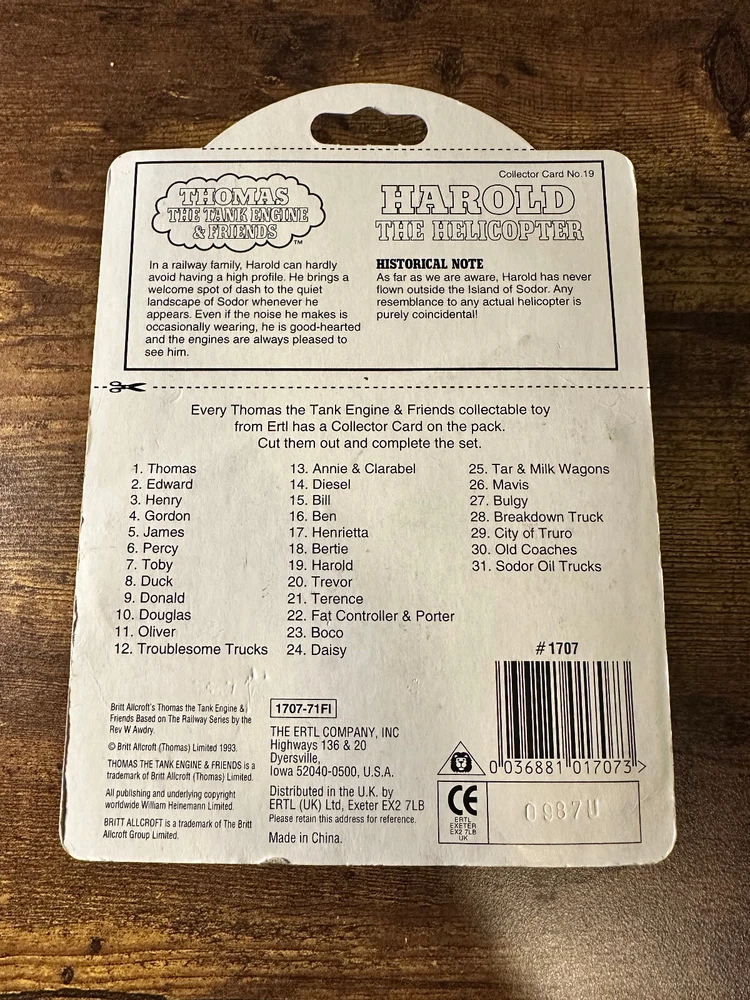 Collector Card No.19
THOMAS
THE TANK ENGINE
& FRIENDS™
HAROLD
THE HELICOPTER
In a railway family, Harold can hardly
avoid having a high profile. He brings a
welcome spot of dash to the quiet
landscape of Sodor whenever he
appears. Even if the noise he makes is
occasionally wearing, he is good-hearted
and the engines are always pleased to
see him.
HISTORICAL NOTE
As far as we are aware, Harold has never
flown outside the Island of Sodor. Any
resemblance to any actual helicopter is
purely coincidental!
Every Thomas the Tank Engine & Friends collectable toy
from Ertl has a Collector Card on the pack.
Cut them out and complete the set.
1. Thomas
2. Edward
3. Henry
4. Gordon
5. James
6. Percy
7. Toby
8. Duck
9. Donald
10. Douglas
11. Oliver
12. Troublesome Trucks
13. Annie & Clarabel
14. Diesel
15. Bill
16. Ben
17. Henrietta
18. Bertie
19. Harold
20. Trevor
21. Terence
22. Fat Controller & Porter
23. Boco
24. Daisy
25. Tar & Milk Wagons
26. Mavis
27. Bulgy
28. Breakdown Truck
29. City of Truro
30. Old Coaches
31. Sodor Oil Trucks
Britt Allcroft's Thomas the Tank Engine &
Friends Based on The Railway Series by the
Rev W Awdry.
© Britt Allcroft (Thomas) Limited 1993.
THOMAS THE TANK ENGINE & FRIENDS is a
trademark of Britt Allcroft (Thomas) Limited.
All publishing and underlying copyright
worldwide William Heinemann Limited.
BRITT ALLCROFT is a trademark of The Britt
Allcroft Group Limited.
1707-71FI
THE ERTL COMPANY, INC
Highways 136 & 20
Dyersville,
Iowa 52040-0500, U.S.A.
Distributed in the U.K. by
ERTL (UK) Ltd, Exeter EX2 7LB
Please retain this address for reference.
Made in China.
#1707
0 036881 017073 >
CE
ERTL
EXETER
EX2 7LB
UK
0987U